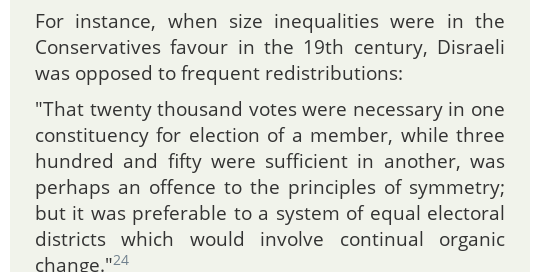 For instance, when size inequalities were in the
Conservatives favour in the 19th century, Disraeli
was opposed to frequent redistributions:
"That twenty thousand votes were necessary in one
constituency for election of a member, while three
hundred and fifty were sufficient in another, was
perhaps an offence to the principles of symmetry;
but it was preferable to a system of equal electoral
districts which would involve continual organic
change."24